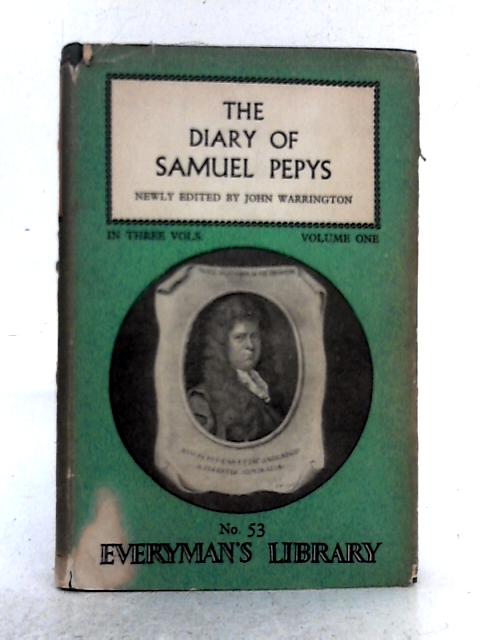 THE
DIARY OF
SAMUEL PEPYS
NEWLY EDITED BY JOHN WARRINGTON
IN THREE VOLS. VOLUME ONE
No. 53
EVERYMAN'S LIBRARY